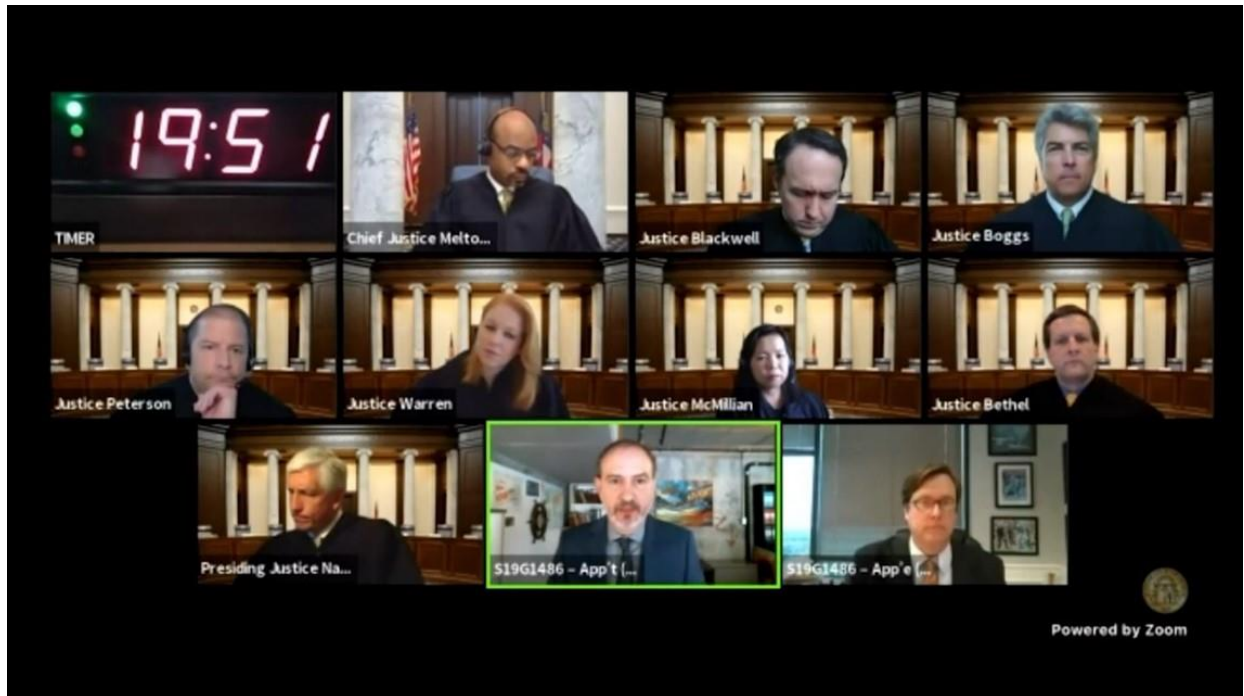 19:51
TIMER
Chief Justice Melto...
Justice Blackwell
Justice Boggs
Justice Peterson
Justice Warren
Justice McMillian
Justice Bethel
Presiding Justice Na...
S19G1486 – App't (...
S19G1486 – App'e (...
Powered by Zoom